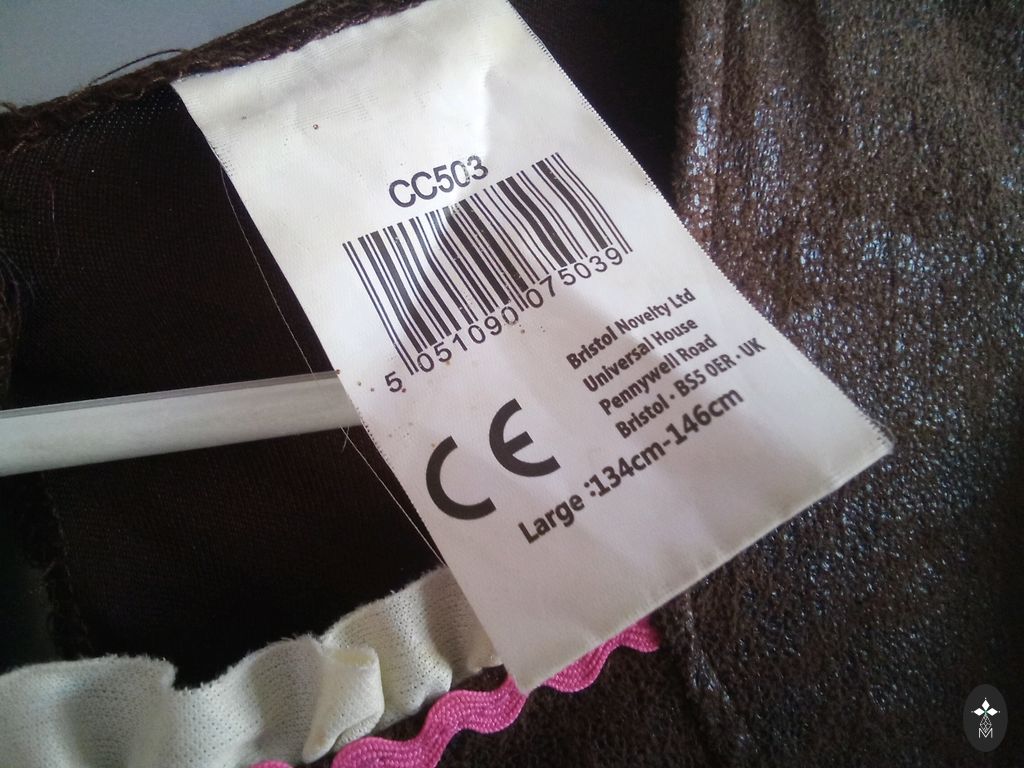 CC503
5 051090 075039
Bristol Novelty Ltd
Universal House
Pennywell Road
Bristol · BS5 0ER · UK
CE
Large :134cm-146cm
M